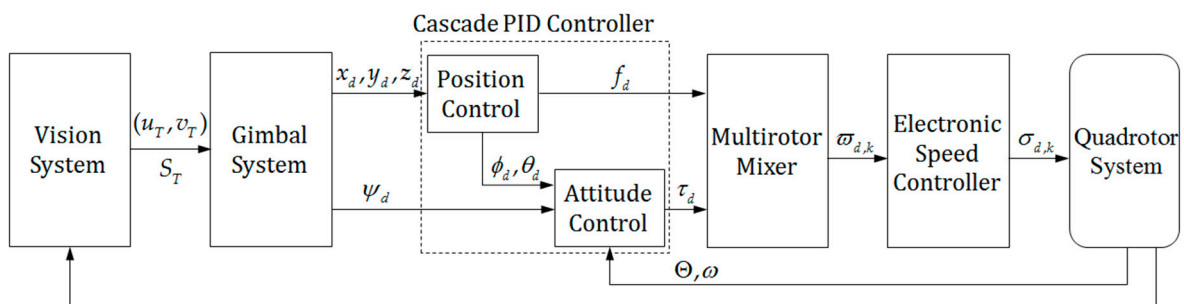 Cascade PID Controller
Vision
System
(u_T, v_T)
S_T
Gimbal
System
x_d, y_d, z_d
ψ_d
Position
Control
ϕ_d, θ_d
Attitude
Control
f_d
τ_d
Multirotor
Mixer
ϖ_{d,k}
Electronic
Speed
Controller
σ_{d,k}
Quadrotor
System
Θ, ω